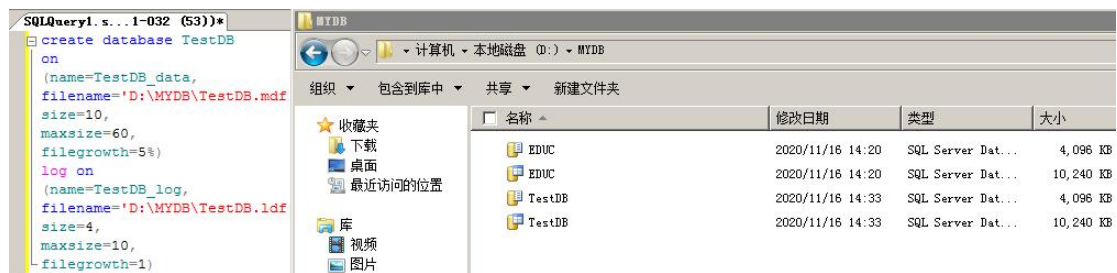 SQLQuery1.s...1-032 (53))*
create database TestDB
on
(name=TestDB_data,
filename='D:\MYDB\TestDB.mdf
size=10,
maxsize=60,
filegrowth=5%)
log on
(name=TestDB_log,
filename='D:\MYDB\TestDB.ldf
size=4,
maxsize=10,
filegrowth=1)
MYDB
计算机 本地磁盘 (D:) MYDB
组织 包含到库中 共享 新建文件夹
收藏夹
下载
桌面
最近访问的位置
库
视频
图片
名称 修改日期 类型 大小
EDUC 2020/11/16 14:20 SQL Server Dat... 4,096 KB
EDUC 2020/11/16 14:20 SQL Server Dat... 10,240 KB
TestDB 2020/11/16 14:33 SQL Server Dat... 4,096 KB
TestDB 2020/11/16 14:33 SQL Server Dat... 10,240 KB